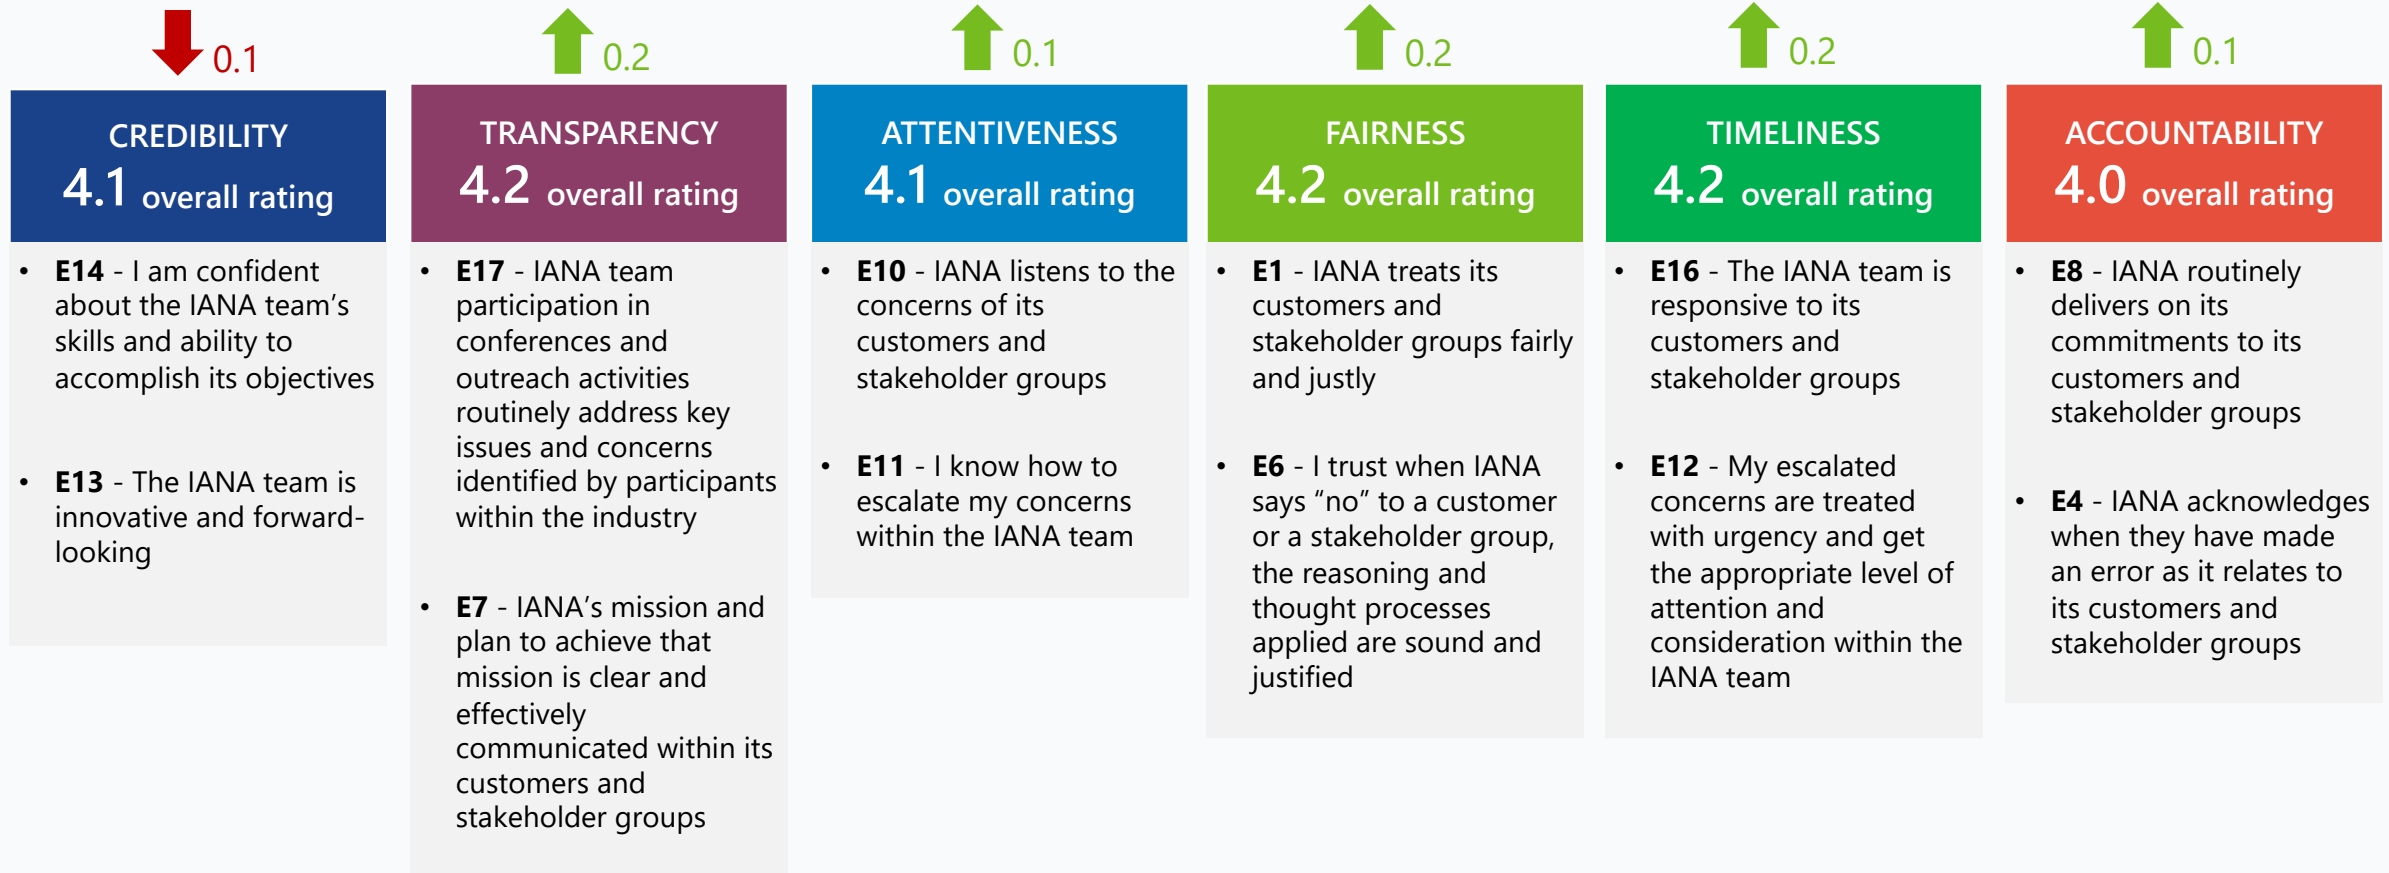 0.1
CREDIBILITY
4.1 overall rating
• E14 - I am confident
about the IANA team’s
skills and ability to
accomplish its objectives
• E13 - The IANA team is
innovative and forward-
looking
0.2
TRANSPARENCY
4.2 overall rating
• E17 - IANA team
participation in
conferences and
outreach activities
routinely address key
issues and concerns
identified by participants
within the industry
• E7 - IANA’s mission and
plan to achieve that
mission is clear and
effectively
communicated within its
customers and
stakeholder groups
0.1
ATTENTIVENESS
4.1 overall rating
• E10 - IANA listens to the
concerns of its
customers and
stakeholder groups
• E11 - I know how to
escalate my concerns
within the IANA team
0.2
FAIRNESS
4.2 overall rating
• E1 - IANA treats its
customers and
stakeholder groups fairly
and justly
• E6 - I trust when IANA
says “no” to a customer
or a stakeholder group,
the reasoning and
thought processes
applied are sound and
justified
0.2
TIMELINESS
4.2 overall rating
• E16 - The IANA team is
responsive to its
customers and
stakeholder groups
• E12 - My escalated
concerns are treated
with urgency and get
the appropriate level of
attention and
consideration within the
IANA team
0.1
ACCOUNTABILITY
4.0 overall rating
• E8 - IANA routinely
delivers on its
commitments to its
customers and
stakeholder groups
• E4 - IANA acknowledges
when they have made
an error as it relates to
its customers and
stakeholder groups